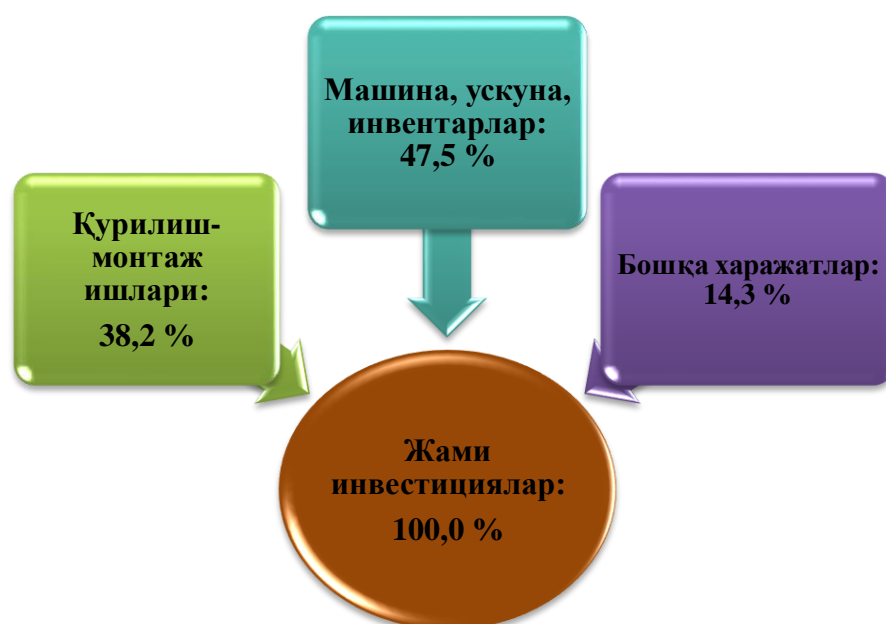 Машина, ускуна,
инвентарлар:
47,5 %
Қурилиш-
монтаж
ишлари:
38,2 %
Бошқа харажатлар:
14,3 %
Жами
инвестициялар:
100,0 %